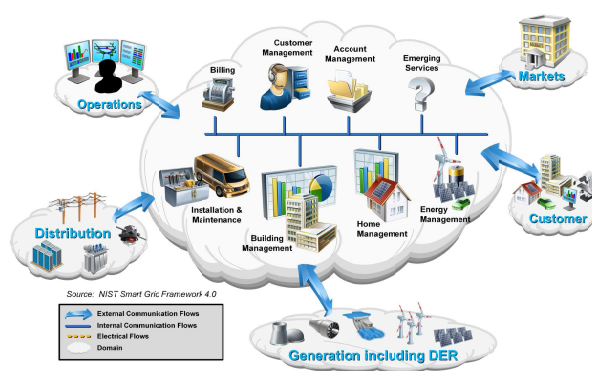 Customer
Management
Account
Management
Billing
Emerging
Services
Operations
Markets
Installation &
Maintenance
Building
Management
Home
Management
Energy
Management
Distribution
Customer
Source: NIST Smart Grid Framework 4.0
External Communication Flows
Internal Communication Flows
Electrical Flows
Domain
Generation including DER